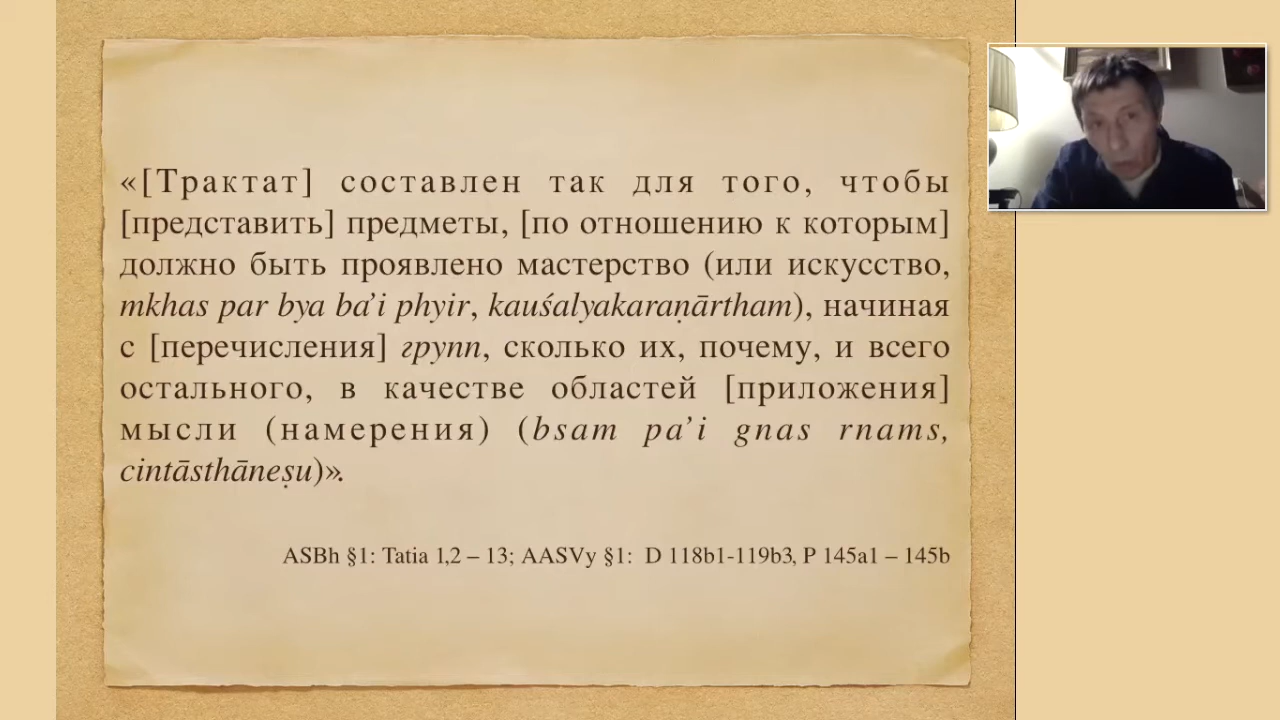 «[Трактат] составлен так для того, чтобы
[представить] предметы, [по отношению к которым]
должно быть проявлено мастерство (или искусство,
mkhas par bya ba’i phyir, kauśalyakaraṇārtham), начиная
с [перечисления] групп, сколько их, почему, и всего
остального, в качестве областей [приложения]
мысли (намерения) (bsam pa’i gnas rnams,
cintāsthāneṣu)».
ASBh §1: Tatia 1,2 – 13; AASVy §1: D 118b1-119b3, P 145a1 – 145b